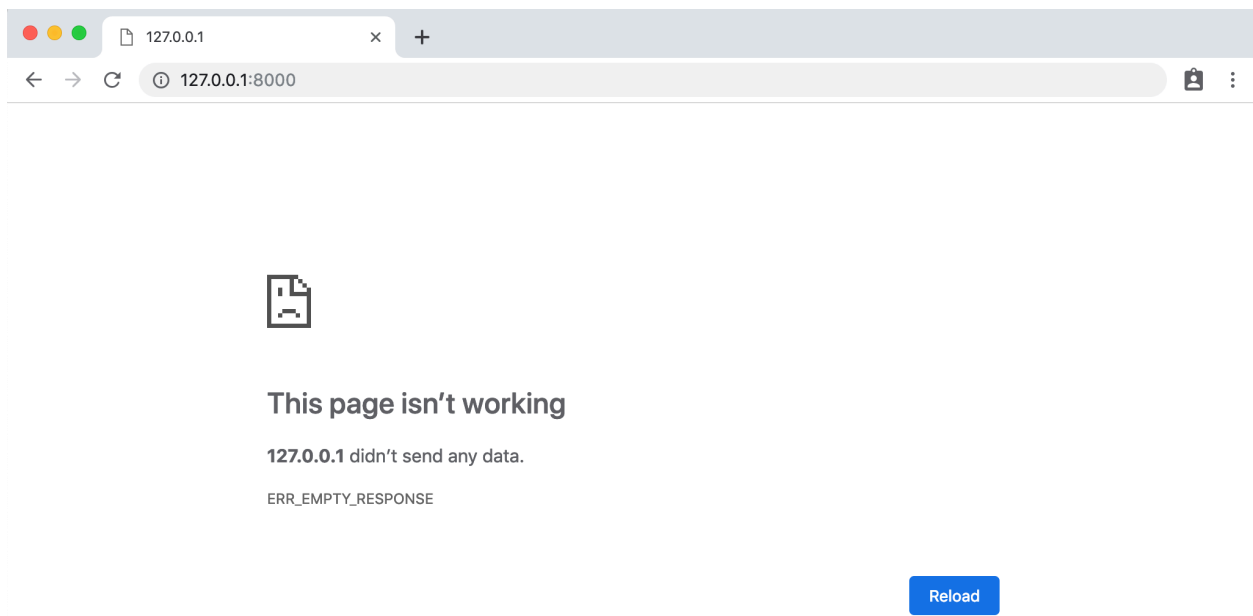 127.0.0.1
127.0.0.1:8000
This page isn’t working
127.0.0.1 didn’t send any data.
ERR_EMPTY_RESPONSE
Reload